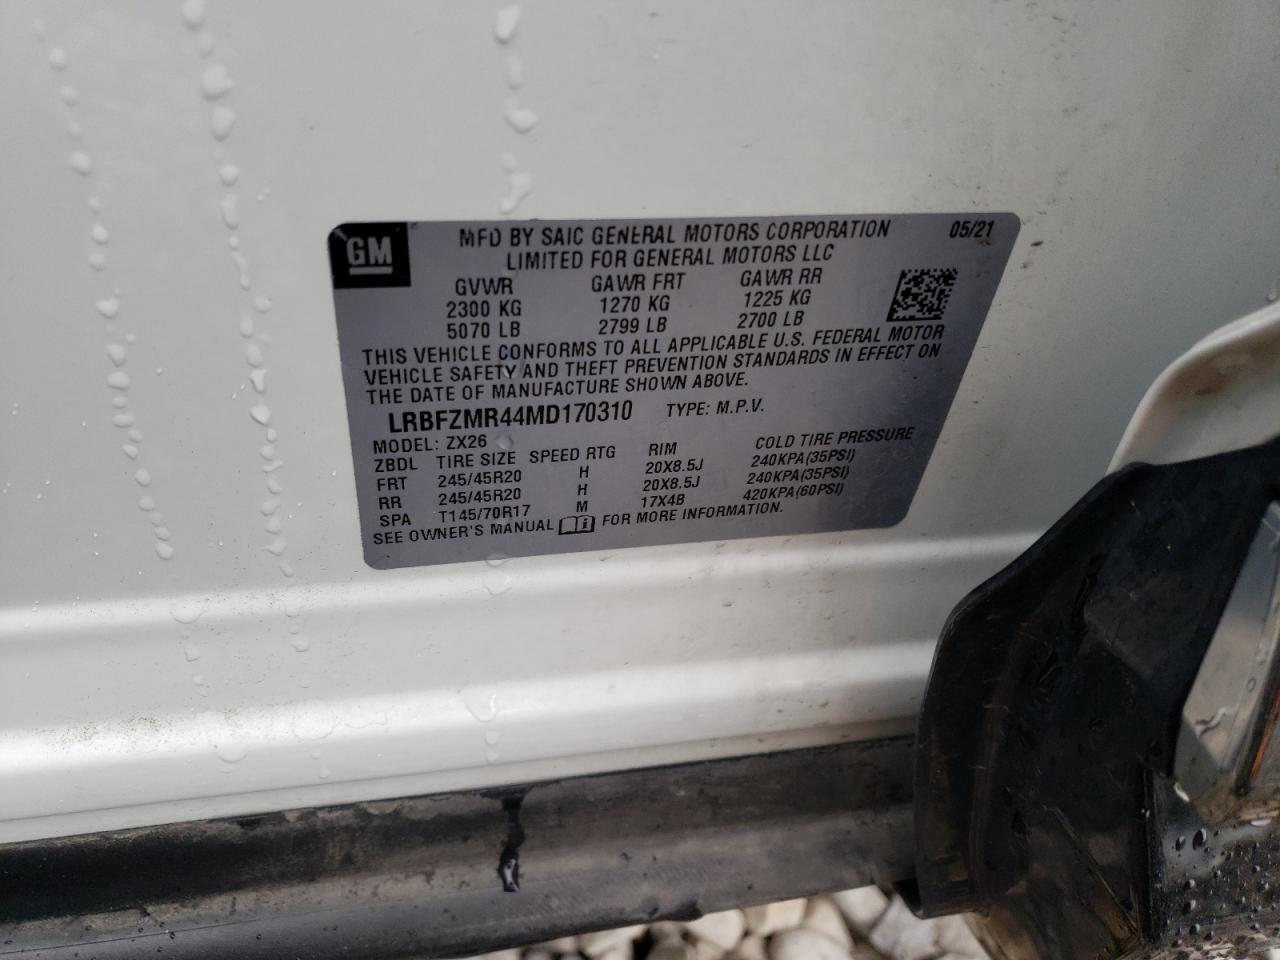 GM
MFD BY SAIC GENERAL MOTORS CORPORATION 05/21
LIMITED FOR GENERAL MOTORS LLC
GVWR GAWR FRT GAWR RR
2300 KG 1270 KG 1225 KG
5070 LB 2799 LB 2700 LB
THIS VEHICLE CONFORMS TO ALL APPLICABLE U.S. FEDERAL MOTOR
VEHICLE SAFETY AND THEFT PREVENTION STANDARDS IN EFFECT ON
THE DATE OF MANUFACTURE SHOWN ABOVE.
LRBFZMR44MD170310 TYPE: M.P.V.
MODEL: ZX26
ZBDL TIRE SIZE SPEED RTG RIM COLD TIRE PRESSURE
FRT 245/45R20 H 20X8.5J 240KPA(35PSI)
RR 245/45R20 H 20X8.5J 240KPA(35PSI)
SPA T145/70R17 M 17X4B 420KPA(60PSI)
SEE OWNER'S MANUAL i FOR MORE INFORMATION.